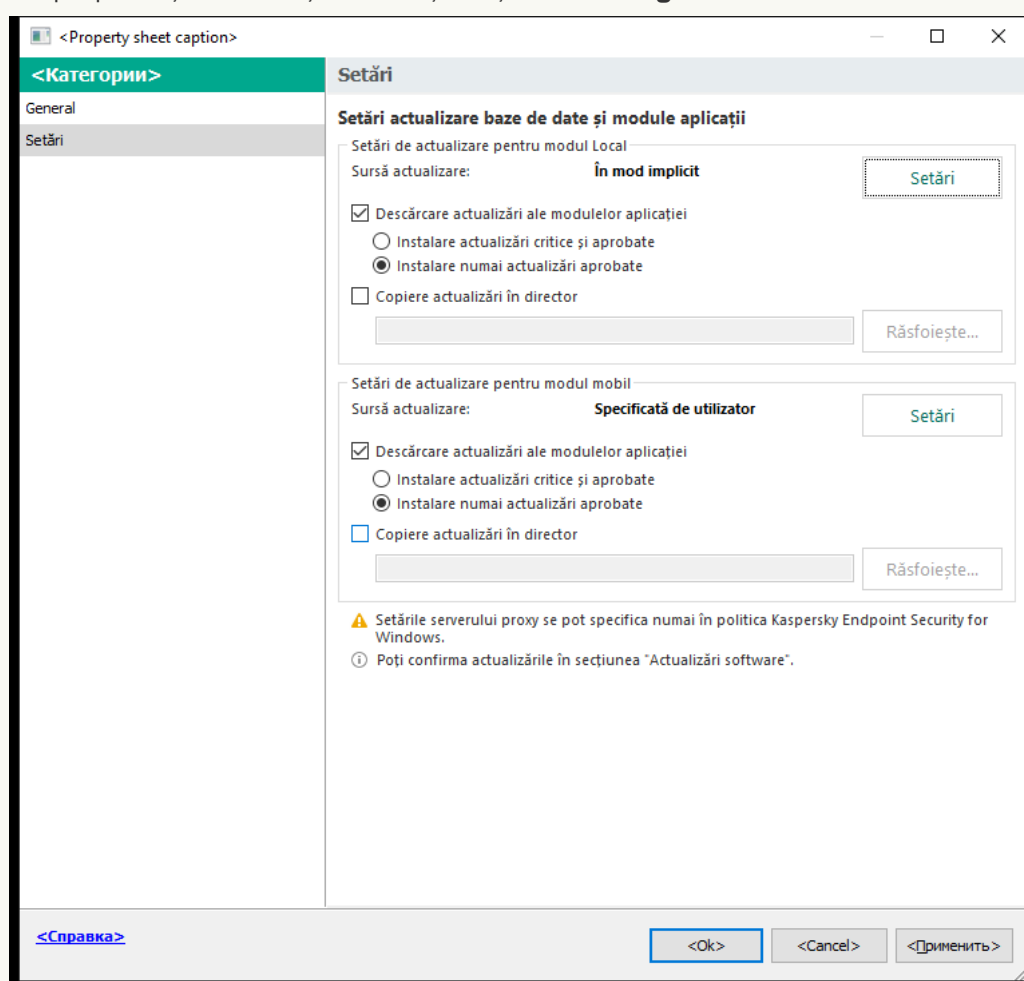 <Property sheet caption>
<Категории>
General
Setări
Setări
Setări actualizare baze de date și module aplicații
Setări de actualizare pentru modul Local
Sursă actualizare: În mod implicit Setări
Descărcare actualizări ale modulelor aplicației
Instalare actualizări critice și aprobate
Instalare numai actualizări aprobate
Copiere actualizări în director
Răsfoiește...
Setări de actualizare pentru modul mobil
Sursă actualizare: Specificată de utilizator Setări
Descărcare actualizări ale modulelor aplicației
Instalare actualizări critice și aprobate
Instalare numai actualizări aprobate
Copiere actualizări în director
Răsfoiește...
Setările serverului proxy se pot specifica numai în politica Kaspersky Endpoint Security for
Windows.
Poți confirma actualizările în secțiunea "Actualizări software".
<Справка>
<Ok> <Cancel> <Применить>